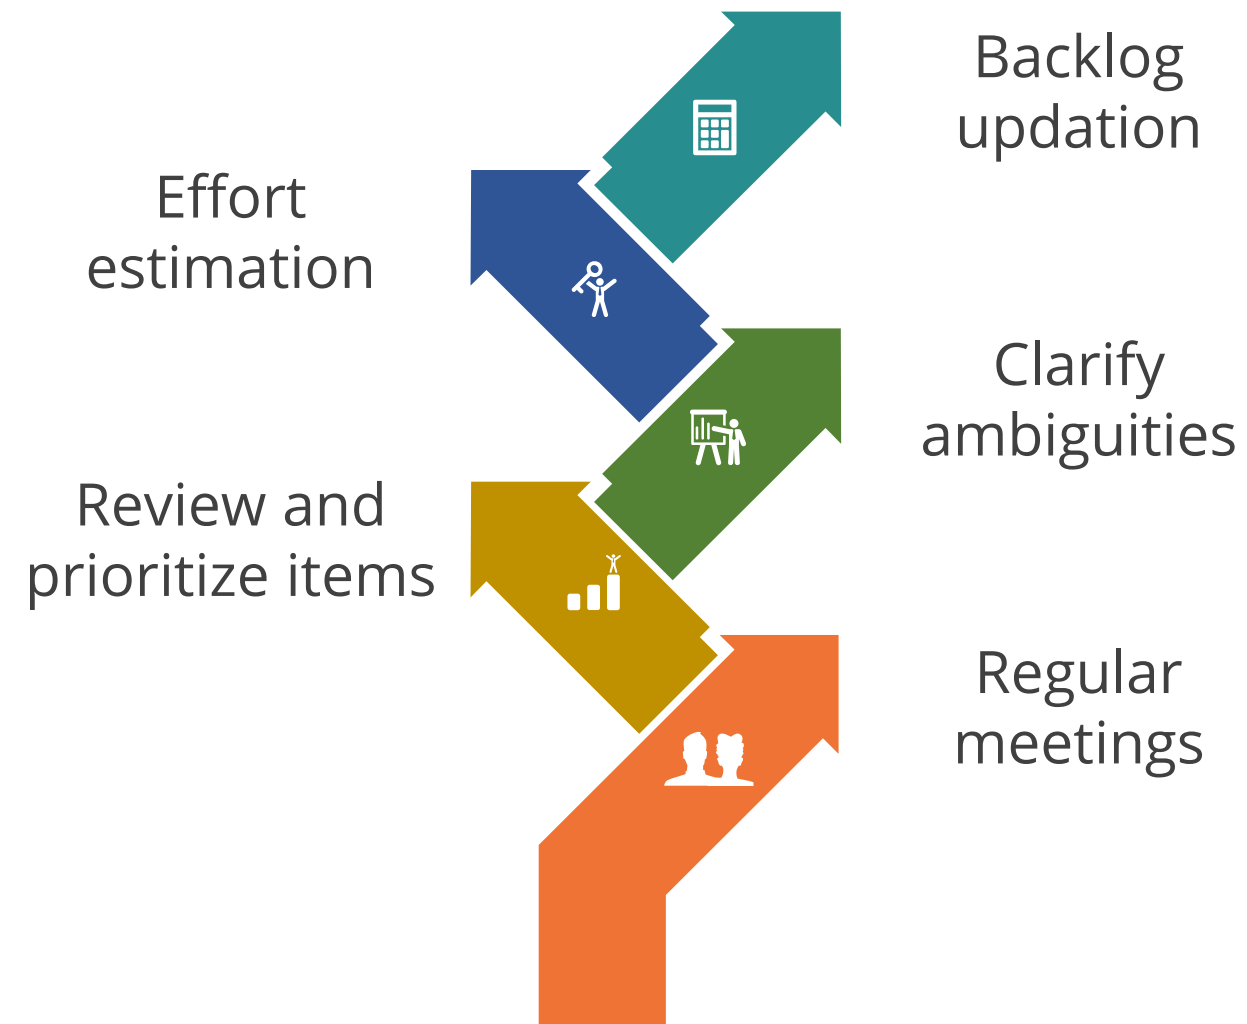 Backlog
updation
Effort
estimation
Clarify
ambiguities
Review and
prioritize items
Regular
meetings